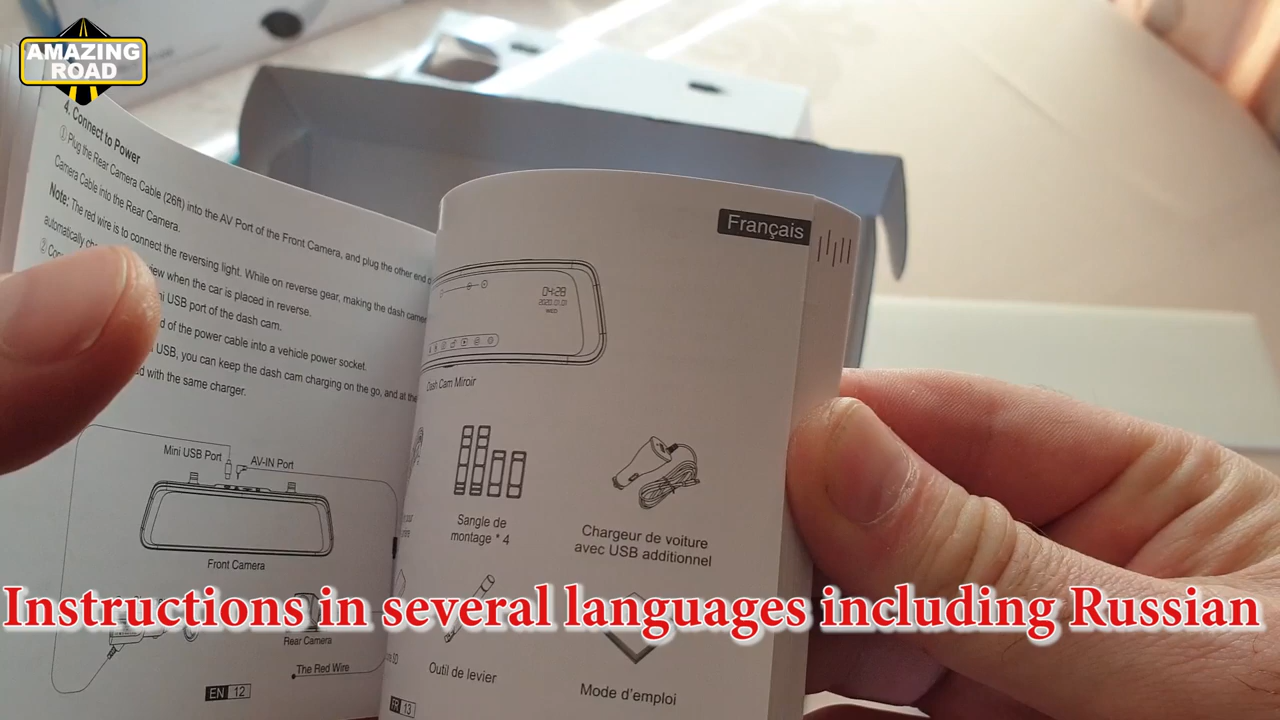 AMAZING
ROAD
4. Connect to Power
① Plug the Rear Camera Cable (26ft) into the AV Port of the Front Camera, and plug the other end
Camera Cable into the Rear Camera.
Note: The red wire is to connect the reversing light. While on reverse gear, making the dash
automatically view when the car is placed in reverse.
② USB port of the dash cam.
of the power cable into a vehicle power socket.
USB, you can keep the dash cam charging on the go, and at the
with the same charger.
Mini USB Port
AV-IN Port
Front Camera
Rear Camera
The Red Wire
EN 12
Français
04:28
2020.01.01
Dash Cam Miroir
Sangle de
montage * 4
Chargeur de voiture
avec USB additionnel
Outil de levier
Mode d'emploi
FR 13
Instructions in several languages including Russian